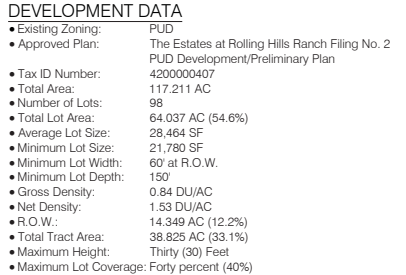 DEVELOPMENT DATA
• Existing Zoning: PUD
• Approved Plan: The Estates at Rolling Hills Ranch Filing No. 2
PUD Development/Preliminary Plan
• Tax ID Number: 4200000407
• Total Area: 117.211 AC
• Number of Lots: 98
• Total Lot Area: 64.037 AC (54.6%)
• Average Lot Size: 28,464 SF
• Minimum Lot Size: 21,780 SF
• Minimum Lot Width: 60' at R.O.W.
• Minimum Lot Depth: 150'
• Gross Density: 0.84 DU/AC
• Net Density: 1.53 DU/AC
• R.O.W.: 14.349 AC (12.2%)
• Total Tract Area: 38.825 AC (33.1%)
• Maximum Height: Thirty (30) Feet
• Maximum Lot Coverage: Forty percent (40%)